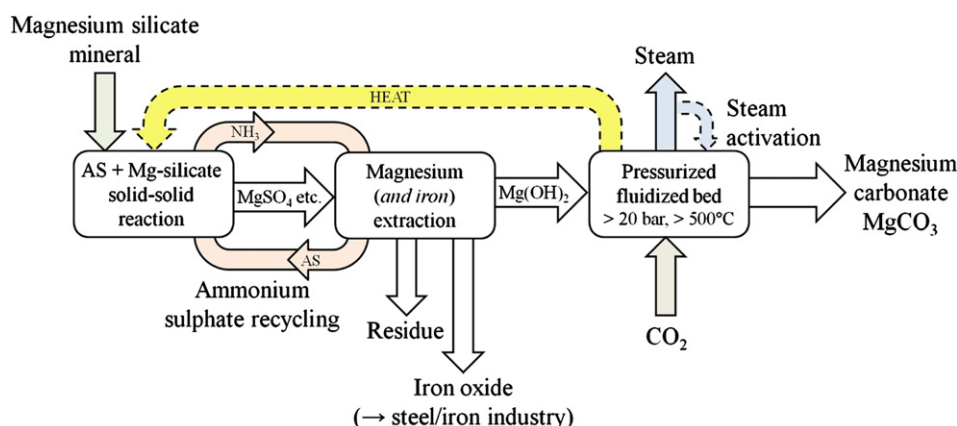 Magnesium silicate
mineral
Steam
HEAT
Steam
activation
NH₃
AS + Mg-silicate
solid-solid
reaction
MgSO₄ etc.
Magnesium
(and iron)
extraction
Mg(OH)₂
Pressurized
fluidized bed
> 20 bar, > 500°C
Magnesium
carbonate
MgCO₃
AS
Ammonium
sulphate recycling
Residue
CO₂
Iron oxide
(→ steel/iron industry)